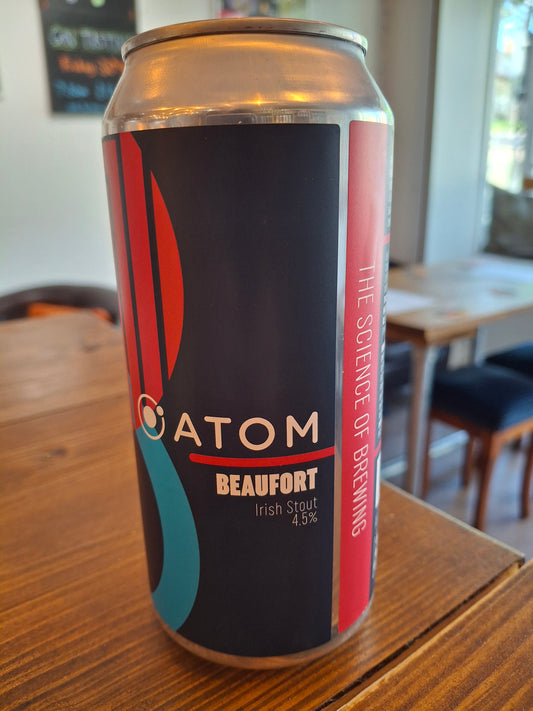 ATOM
BEAUFORT
Irish Stout
4.5%
THE SCIENCE OF BREWING